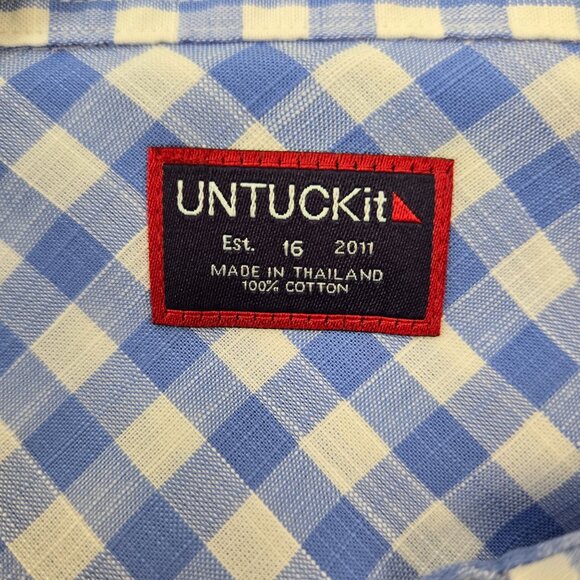 UNTUCKit
Est. 16 2011
MADE IN THAILAND
100% COTTON